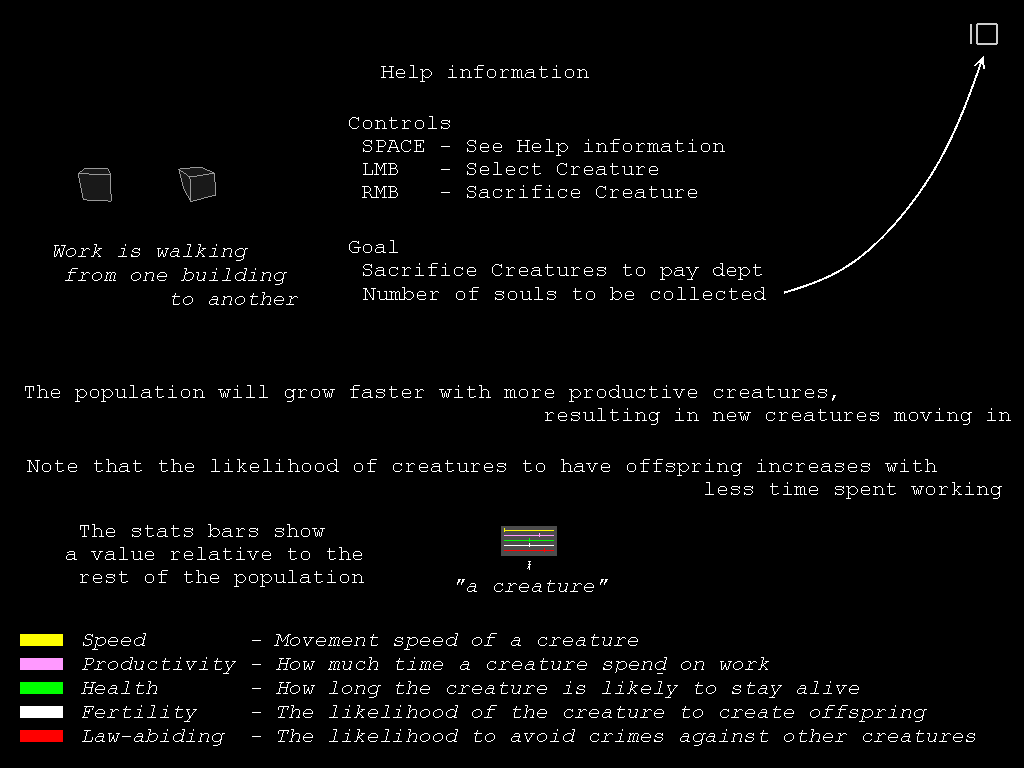 Help information
Controls
SPACE - See Help information
LMB - Select Creature
RMB - Sacrifice Creature
Work is walking
from one building
to another
Goal
Sacrifice Creatures to pay dept
Number of souls to be collected
The population will grow faster with more productive creatures,
resulting in new creatures moving in
Note that the likelihood of creatures to have offspring increases with
less time spent working
The stats bars show
a value relative to the
rest of the population
"a creature"
Speed - Movement speed of a creature
Productivity - How much time a creature spend on work
Health - How long the creature is likely to stay alive
Fertility - The likelihood of the creature to create offspring
Law-abiding - The likelihood to avoid crimes against other creatures